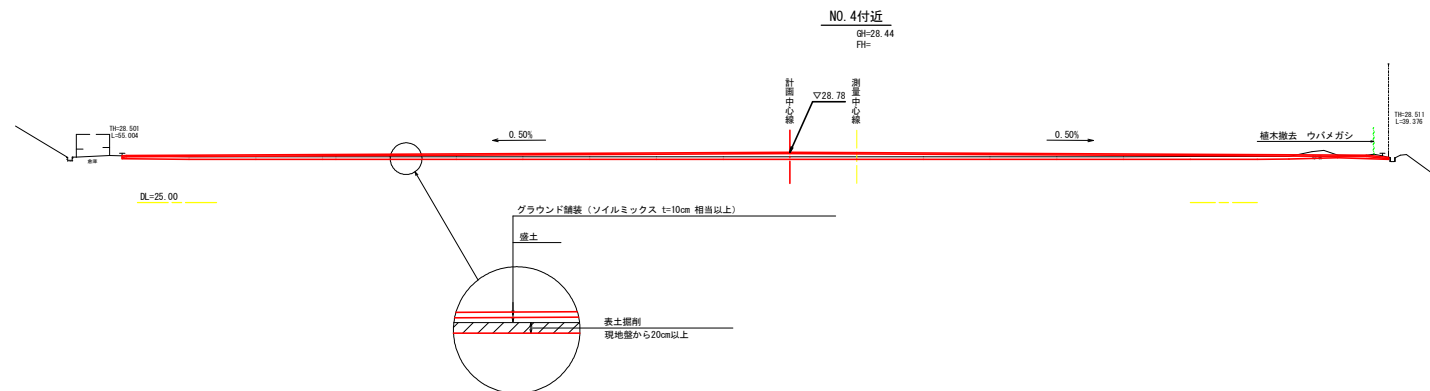 NO.4付近
GH=28.44
FH=
計画中心線
測量中心線
▽28.78
TH=28.501
L=55.004
0.50%
0.50%
植木撤去 ウバメガシ
TH=28.511
L=39.376
DL=25.00
グラウンド舗装（ソイルミックス t=10cm 相当以上）
盛土
表土掘削
現地盤から20cm以上